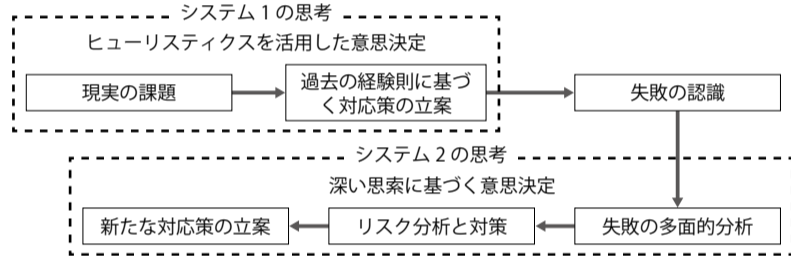 システム1の思考
ヒューリスティクスを活用した意思決定
現実の課題
過去の経験則に基づ
く対応策の立案
失敗の認識
システム2の思考
深い思索に基づく意思決定
新たな対応策の立案
リスク分析と対策
失敗の多面的分析